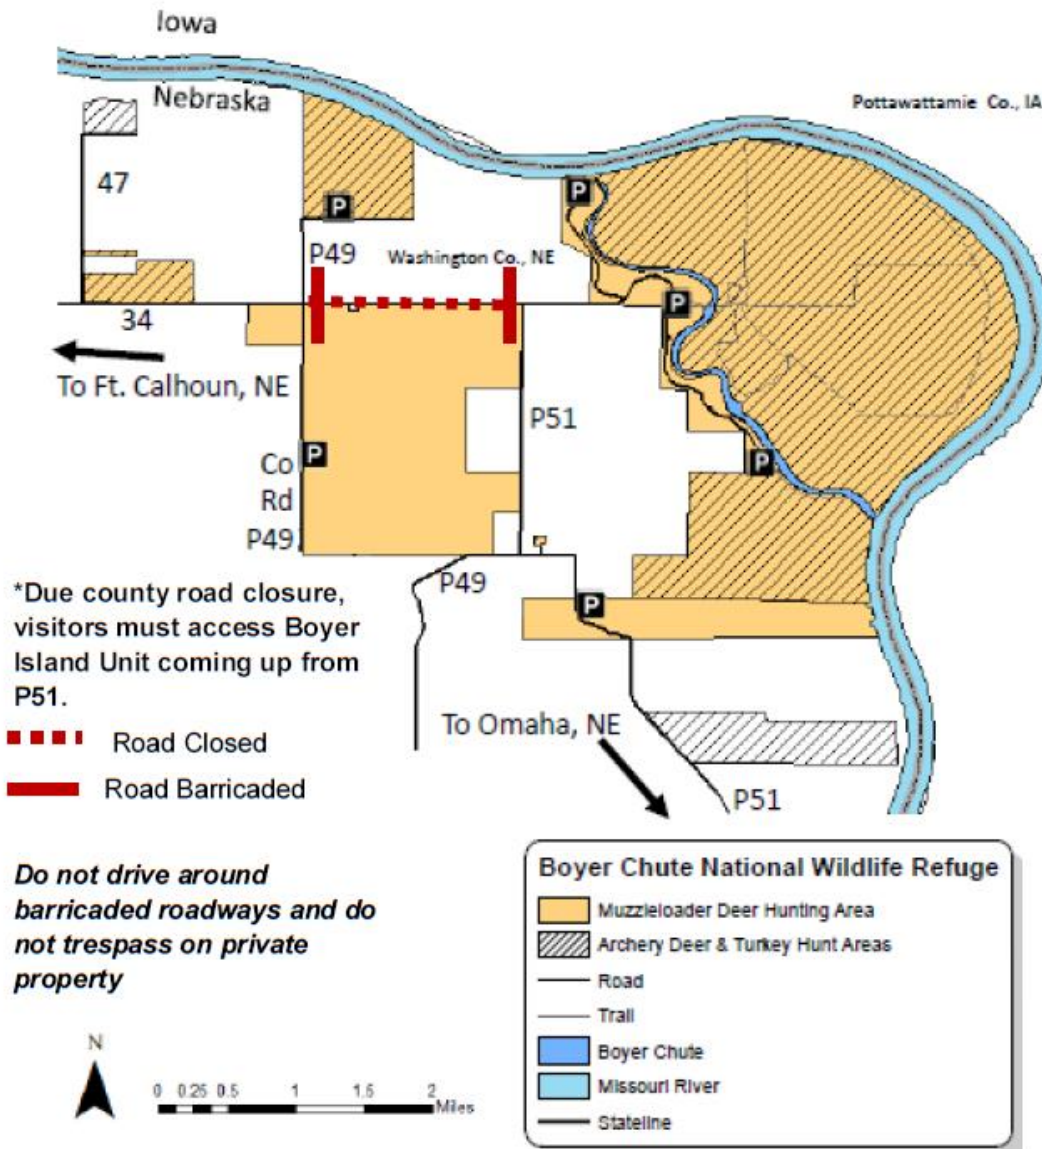 Iowa
Nebraska
Pottawattamie Co., IA
47
P
P
P49
Washington Co., NE
P
34
To Ft. Calhoun, NE
P51
Co
Rd
P49
P
P
P49
*Due county road closure,
visitors must access Boyer
Island Unit coming up from
P51.
P
Road Closed
Road Barricaded
To Omaha, NE
P51
Do not drive around
barricaded roadways and do
not trespass on private
property
N
0 0.25 0.5 1 1.5 2
Miles
Boyer Chute National Wildlife Refuge
Muzzleloader Deer Hunting Area
Archery Deer & Turkey Hunt Areas
Road
Trail
Boyer Chute
Missouri River
Stateline